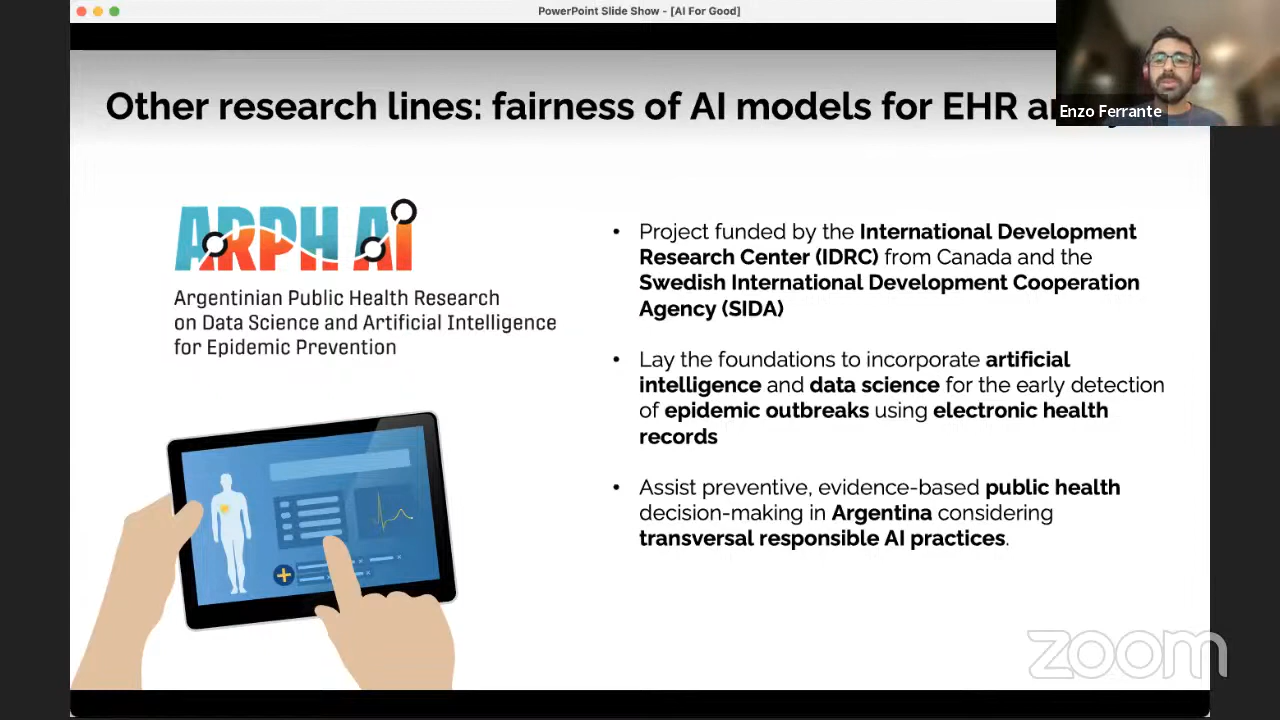 PowerPoint Slide Show - [AI For Good]
Other research lines: fairness of AI models for EHR
Enzo Ferrante
ARPH Ai
Argentinian Public Health Research
on Data Science and Artificial Intelligence
for Epidemic Prevention
• Project funded by the International Development
Research Center (IDRC) from Canada and the
Swedish International Development Cooperation
Agency (SIDA)
• Lay the foundations to incorporate artificial
intelligence and data science for the early detection
of epidemic outbreaks using electronic health
records
• Assist preventive, evidence-based public health
decision-making in Argentina considering
transversal responsible AI practices.
zoom